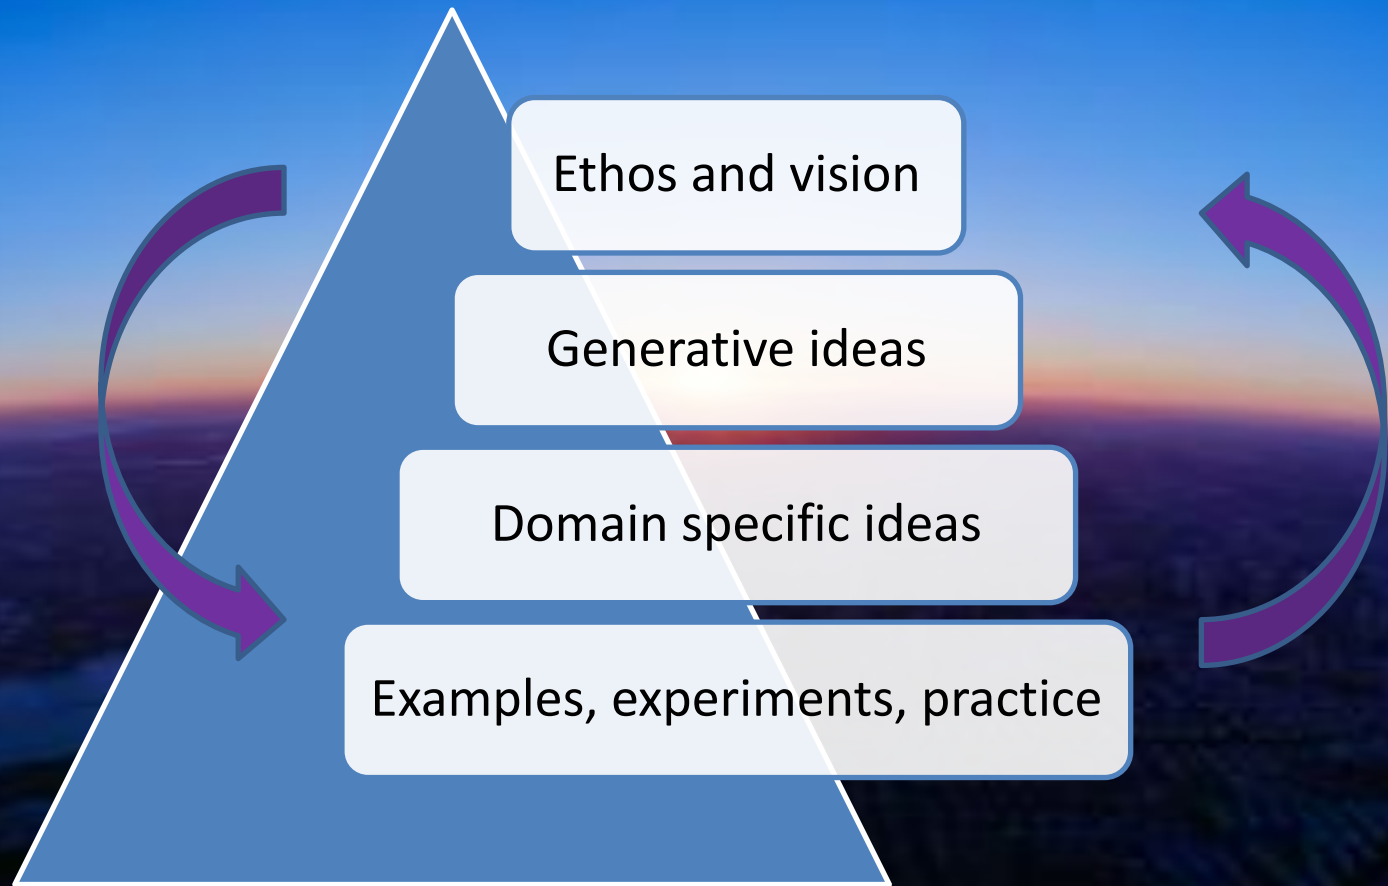 Ethos and vision
Generative ideas
Domain specific ideas
Examples, experiments, practice